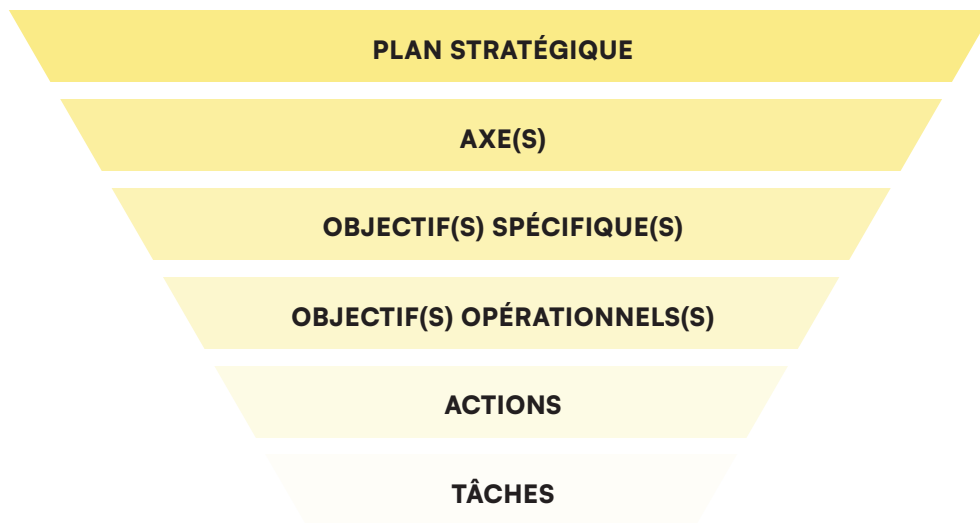 PLAN STRATÉGIQUE
AXE(S)
OBJECTIF(S) SPÉCIFIQUE(S)
OBJECTIF(S) OPÉRATIONNELS(S)
ACTIONS
TÂCHES